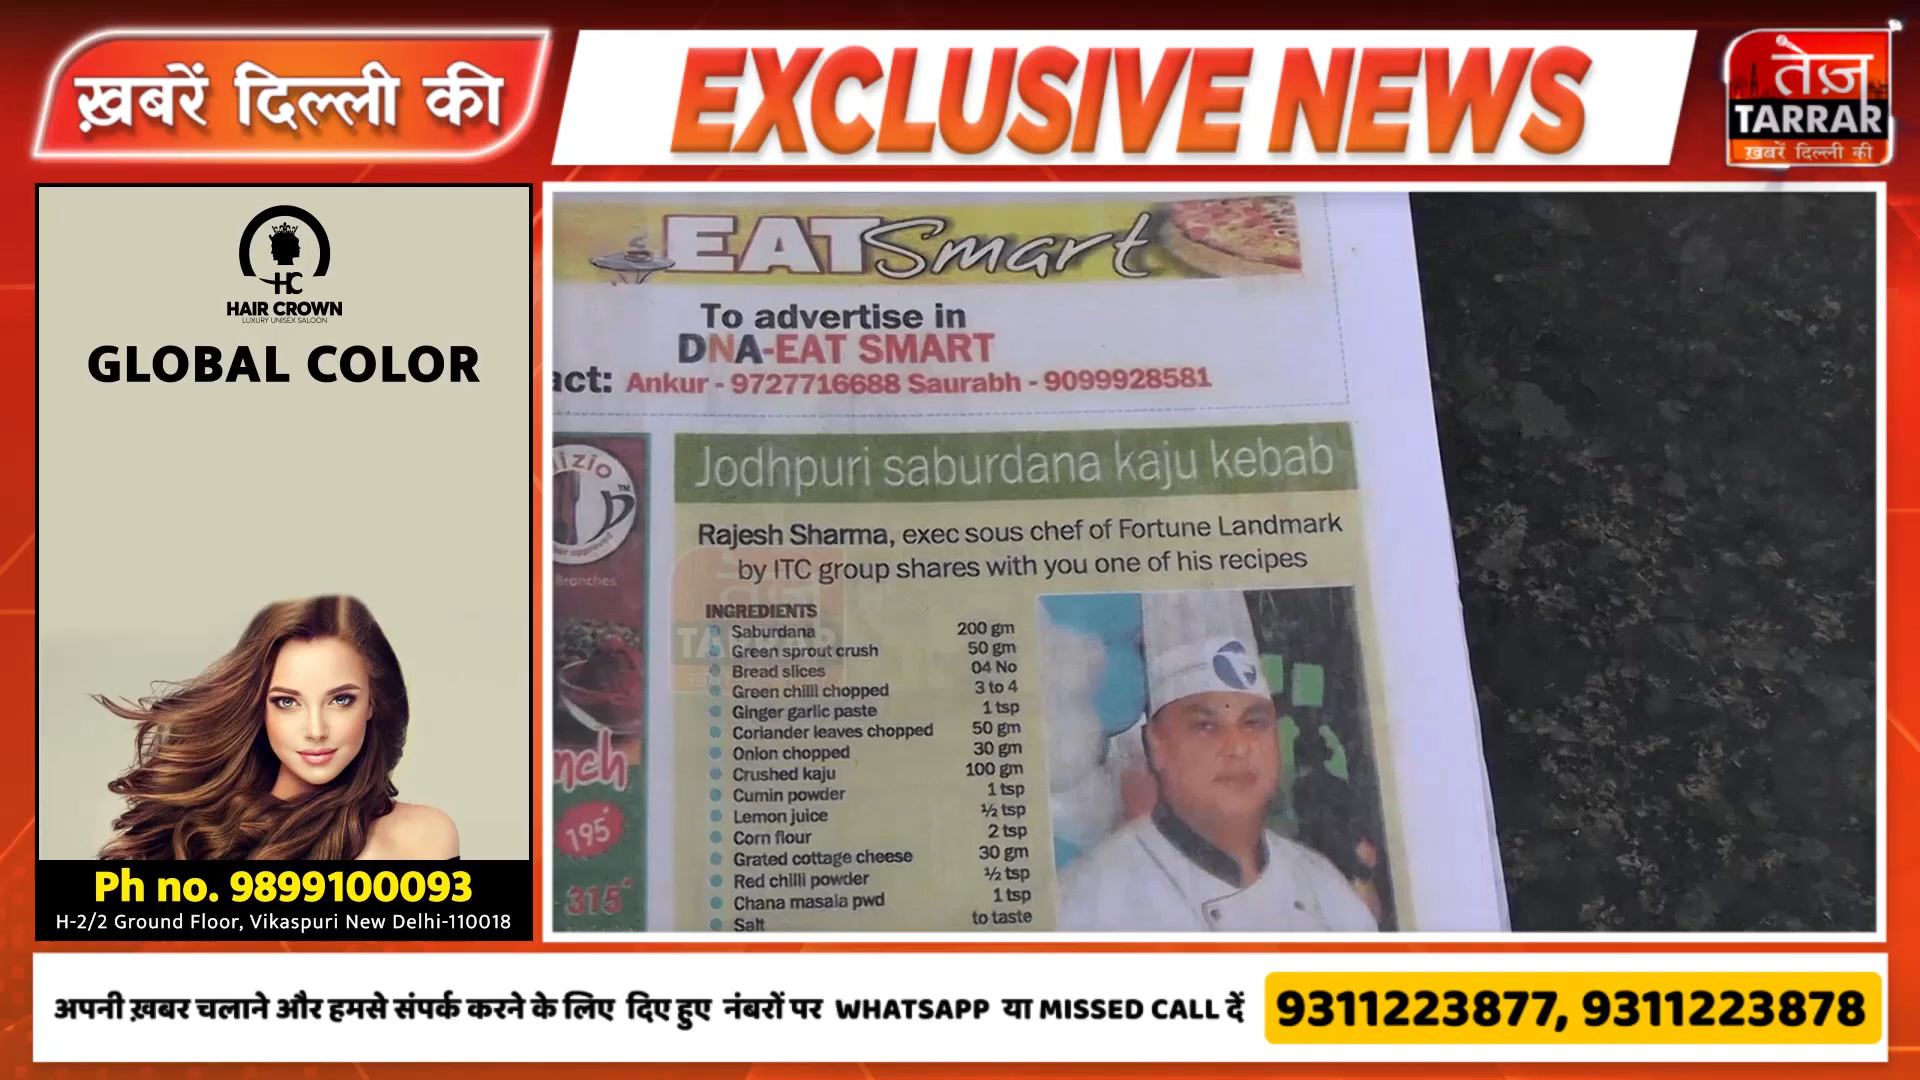 ख़बरें दिल्ली की
EXCLUSIVE NEWS
तेज़
TARRAR
ख़बरें दिल्ली की
HC
HAIR CROWN
LUXURY UNISEX SALOON
GLOBAL COLOR
Ph no. 9899100093
H-2/2 Ground Floor, Vikaspuri New Delhi-110018
EAT Smart
To advertise in
DNA-EAT SMART
act: Ankur - 9727716688 Saurabh - 9099928581
lizio
TM
Branches
nch
195
315
Jodhpuri saburdana kaju kebab
Rajesh Sharma, exec sous chef of Fortune Landmark
by ITC group shares with you one of his recipes
INGREDIENTS
Saburdana 200 gm
Green sprout crush 50 gm
Bread slices 04 No
Green chilli chopped 3 to 4
Ginger garlic paste 1 tsp
Coriander leaves chopped 50 gm
Onion chopped 30 gm
Crushed kaju 100 gm
Cumin powder 1 tsp
Lemon juice ½ tsp
Corn flour 2 tsp
Grated cottage cheese 30 gm
Red chilli powder ½ tsp
Chana masala pwd 1 tsp
Salt to taste
TARRAR
अपनी ख़बर चलाने और हमसे संपर्क करने के लिए दिए हुए नंबरों पर WHATSAPP या MISSED CALL दें
9311223877, 9311223878